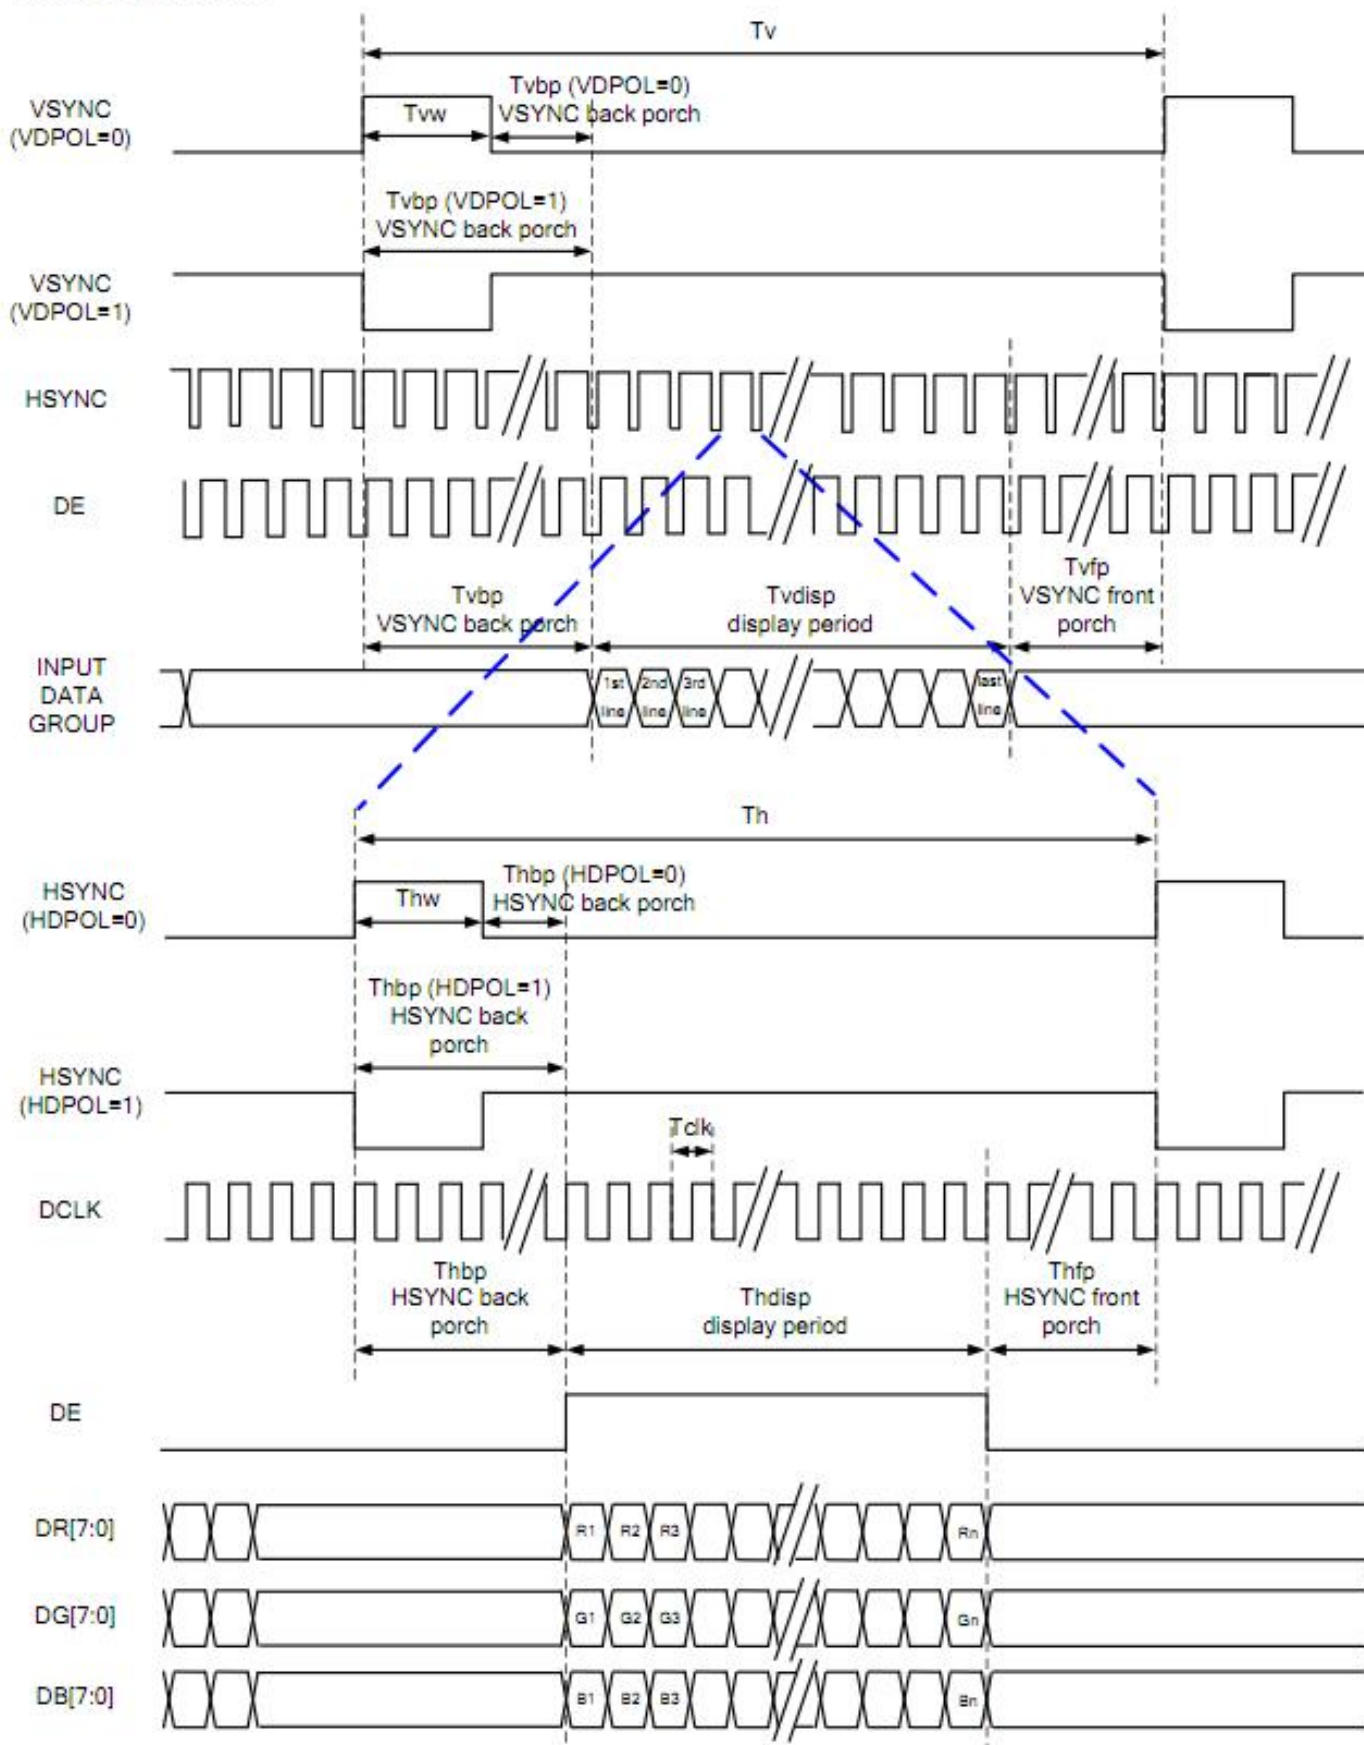 Tv
VSYNC
(VDPOL=0)
Tvw
Tvbp (VDPOL=0)
VSYNC back porch
Tvbp (VDPOL=1)
VSYNC back porch
VSYNC
(VDPOL=1)
HSYNC
DE
Tvbp
VSYNC back porch
Tvdisp
display period
Tvfp
VSYNC front
porch
INPUT
DATA
GROUP
1st
line
2nd
line
3rd
line
last
line
Th
HSYNC
(HDPOL=0)
Thw
Thbp (HDPOL=0)
HSYNC back porch
Thbp (HDPOL=1)
HSYNC back
porch
HSYNC
(HDPOL=1)
Tclk
DCLK
Thbp
HSYNC back
porch
Thdisp
display period
Thfp
HSYNC front
porch
DE
DR[7:0]
R1 R2 R3 Rn
DG[7:0]
G1 G2 G3 Gn
DB[7:0]
B1 B2 B3 Bn